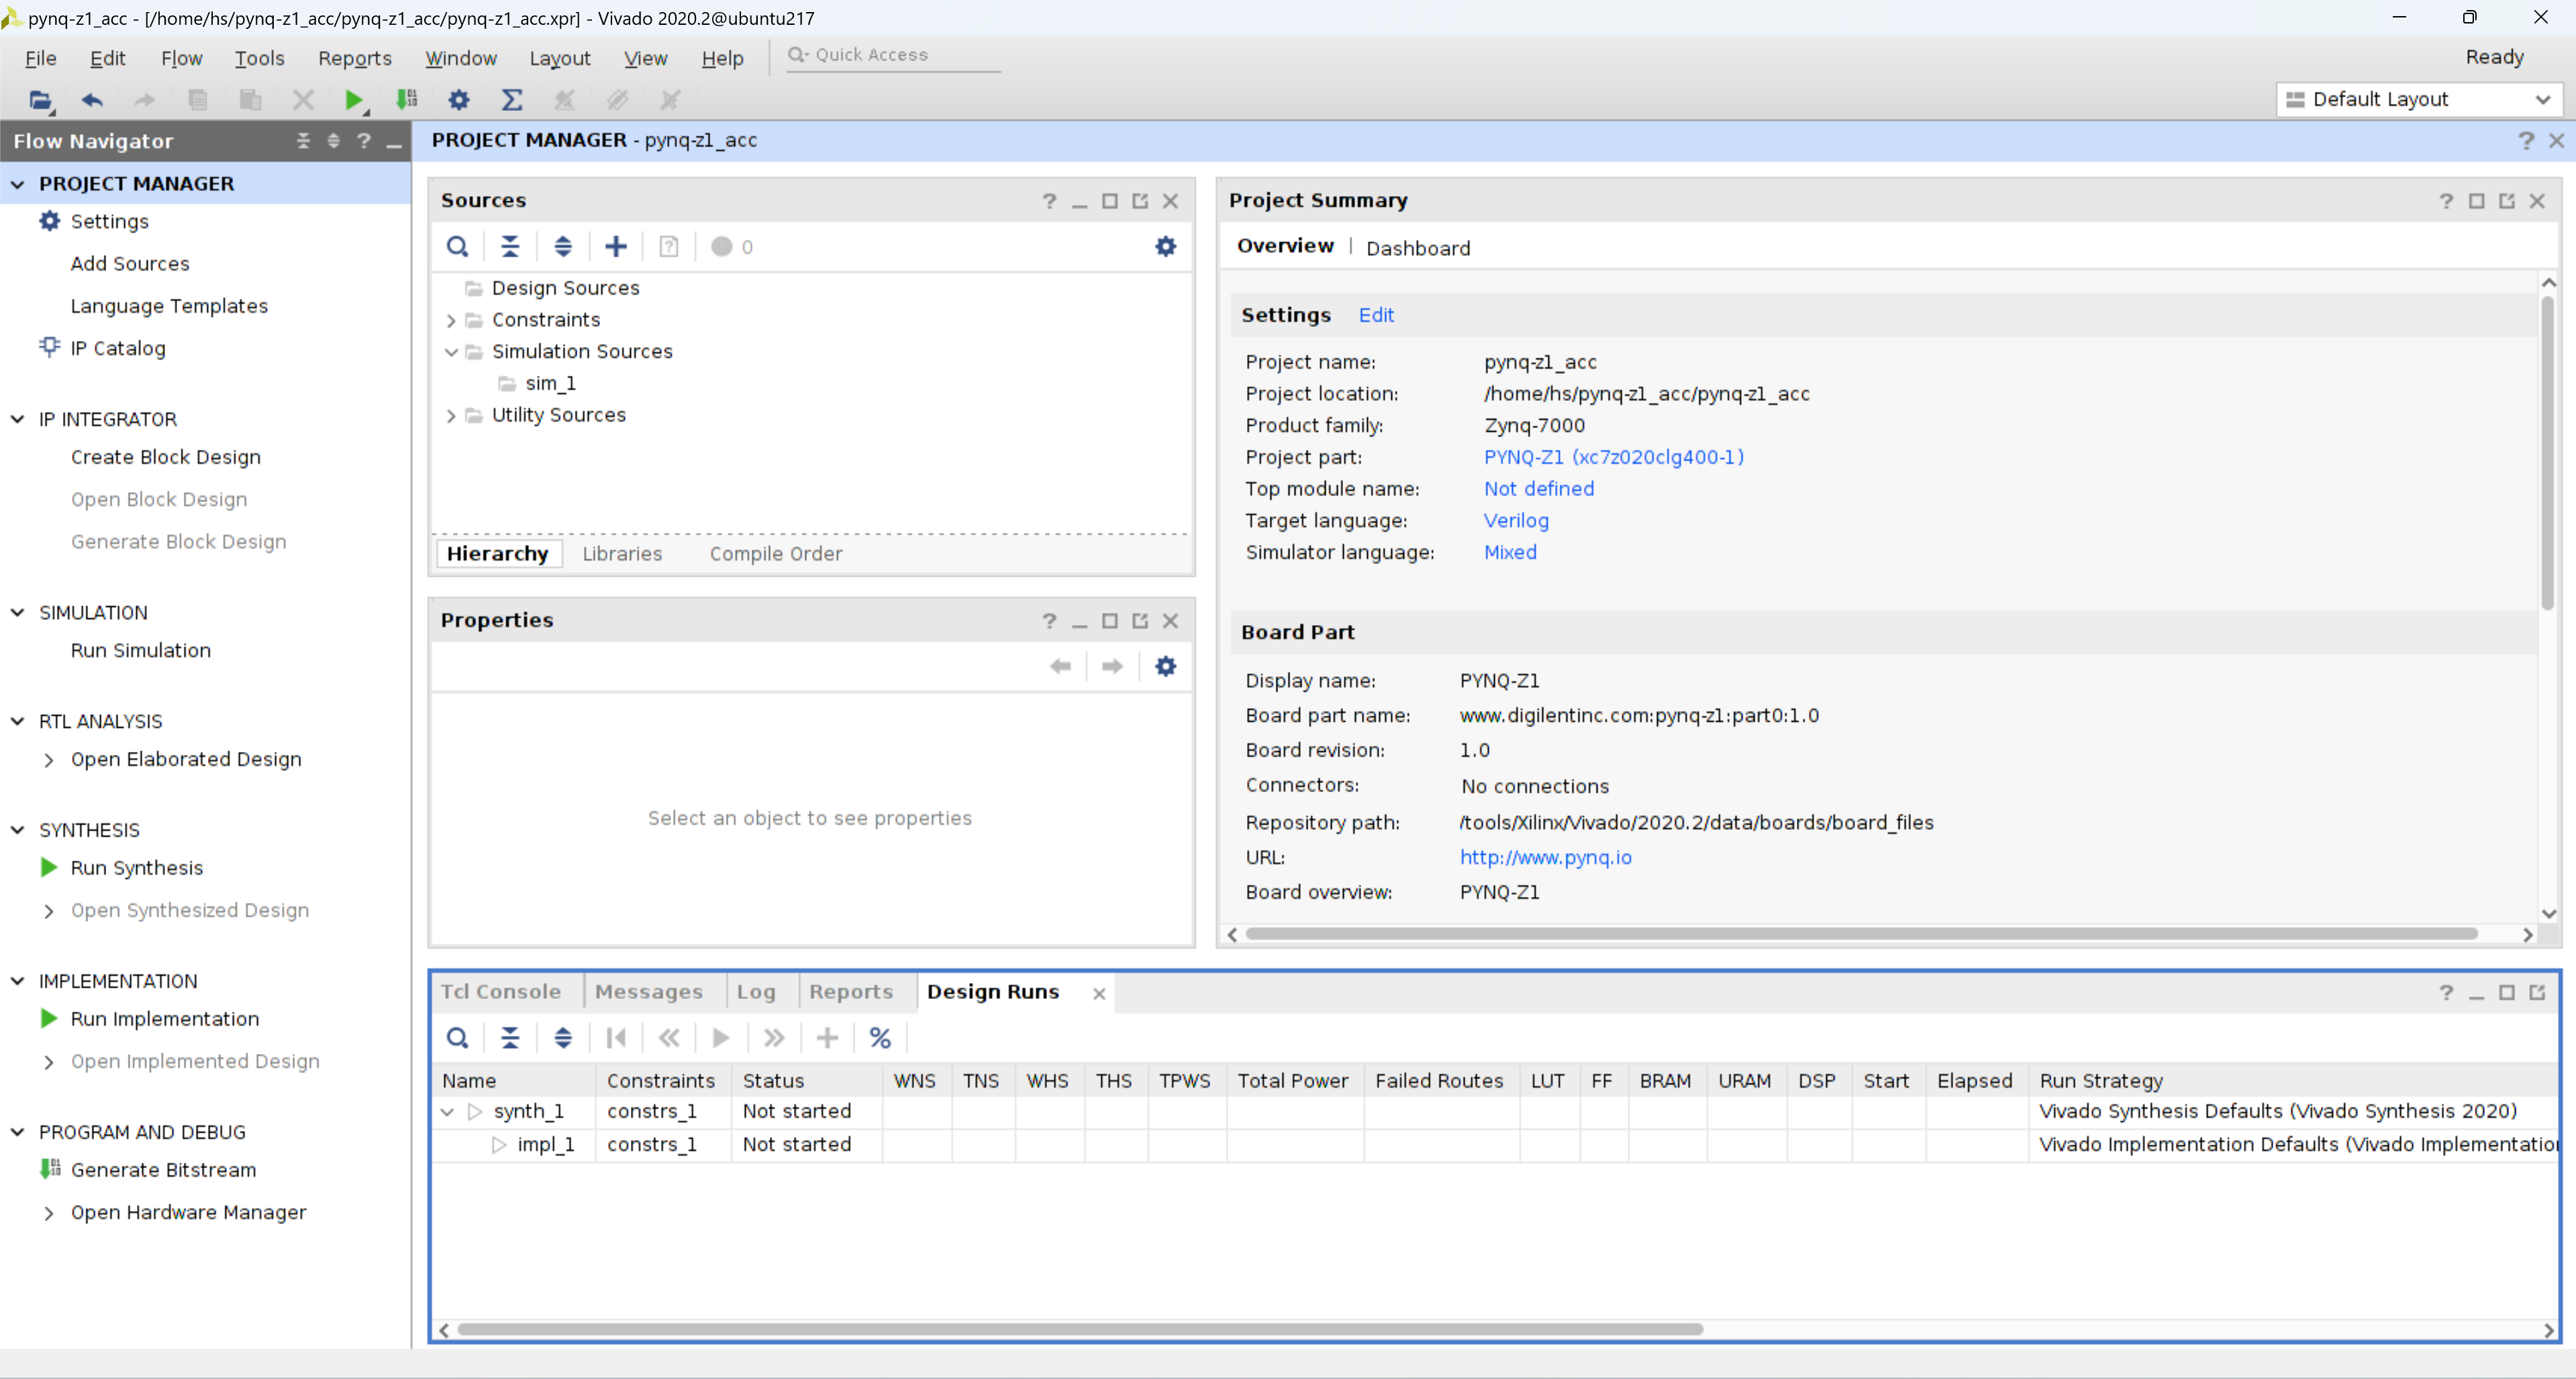 pynq-z1_acc - [/home/hs/pynq-z1_acc/pynq-z1_acc/pynq-z1_acc.xpr] - Vivado 2020.2@ubuntu217
File Edit Flow Tools Reports Window Layout View Help Quick Access Ready
Default Layout
Flow Navigator
PROJECT MANAGER
Settings
Add Sources
Language Templates
IP Catalog
IP INTEGRATOR
Create Block Design
Open Block Design
Generate Block Design
SIMULATION
Run Simulation
RTL ANALYSIS
Open Elaborated Design
SYNTHESIS
Run Synthesis
Open Synthesized Design
IMPLEMENTATION
Run Implementation
Open Implemented Design
PROGRAM AND DEBUG
Generate Bitstream
Open Hardware Manager
PROJECT MANAGER - pynq-z1_acc
Sources
0
Design Sources
Constraints
Simulation Sources
sim_1
Utility Sources
Hierarchy Libraries Compile Order
Properties
Select an object to see properties
Project Summary
Overview | Dashboard
Settings Edit
Project name: pynq-z1_acc
Project location: /home/hs/pynq-z1_acc/pynq-z1_acc
Product family: Zynq-7000
Project part: PYNQ-Z1 (xc7z020clg400-1)
Top module name: Not defined
Target language: Verilog
Simulator language: Mixed
Board Part
Display name: PYNQ-Z1
Board part name: www.digilentinc.com:pynq-z1:part0:1.0
Board revision: 1.0
Connectors: No connections
Repository path: /tools/Xilinx/Vivado/2020.2/data/boards/board_files
URL: http://www.pynq.io
Board overview: PYNQ-Z1
Tcl Console Messages Log Reports Design Runs
Name Constraints Status WNS TNS WHS THS TPWS Total Power Failed Routes LUT FF BRAM URAM DSP Start Elapsed Run Strategy
synth_1 constrs_1 Not started Vivado Synthesis Defaults (Vivado Synthesis 2020)
impl_1 constrs_1 Not started Vivado Implementation Defaults (Vivado Implementation